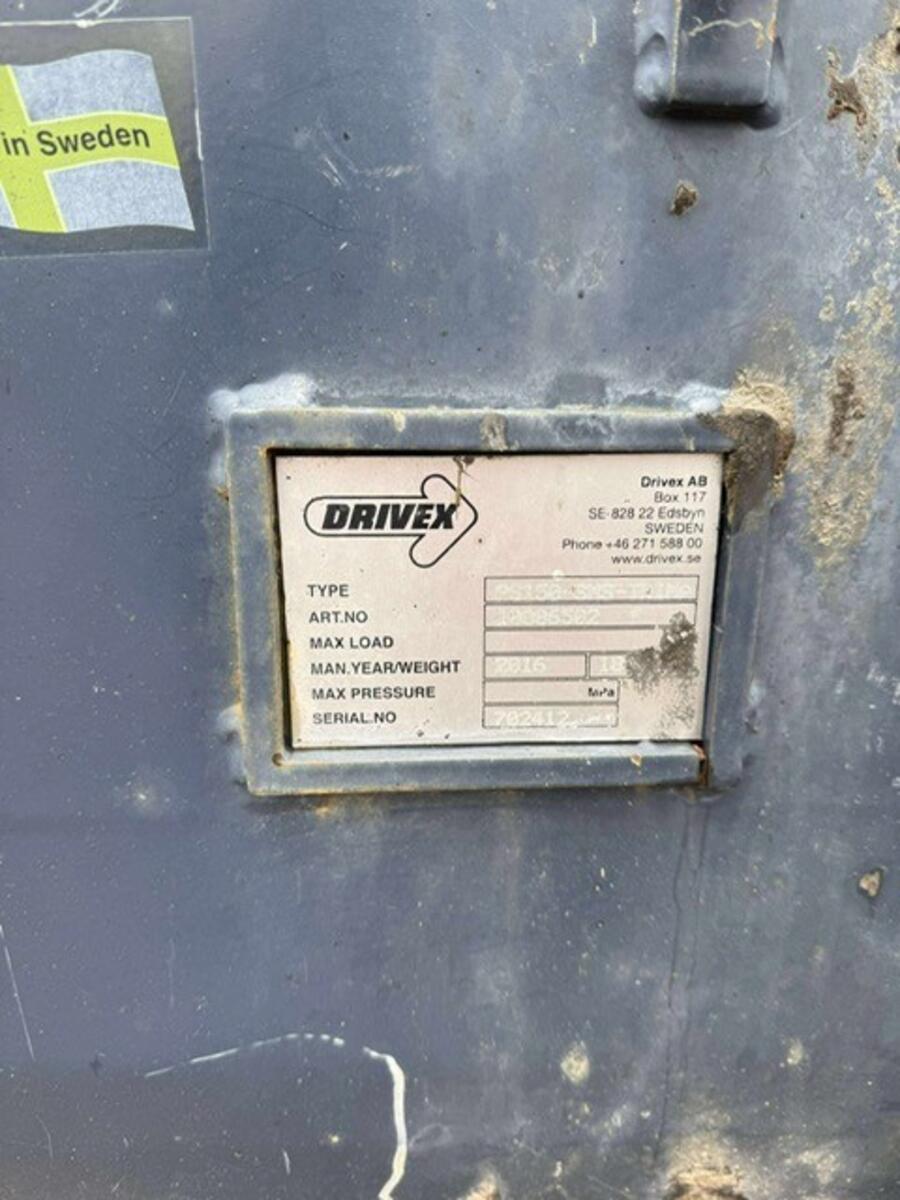 in Sweden
DRIVEX
Drivex AB
Box 117
SE-828 22 Edsbyn
SWEDEN
Phone +46 271 588 00
www.drivex.se
TYPE
ART.NO
MAX LOAD
MAN.YEAR/WEIGHT 2016
MAX PRESSURE MPa
SERIAL.NO 702412